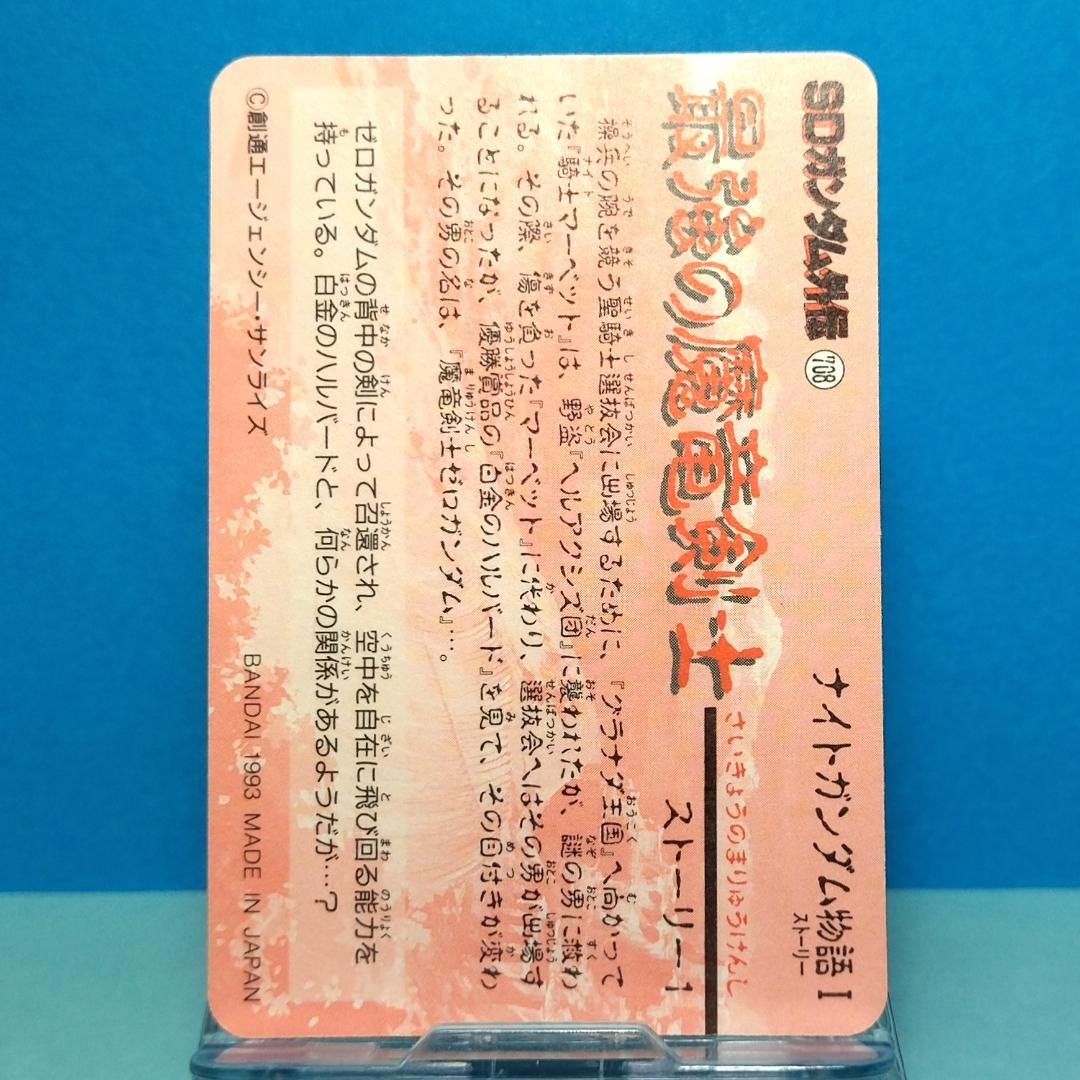 SDガンダム外伝 708
ナイトガンダム物語 I
ストーリー
最強の魔竜剣士
さいきょうのまりゅうけんし
ストーリー 1
操兵の腕を競う聖騎士選抜会に出場するために、『グラナダ王国』へ向かって
いた『騎士マーベット』は、野盗『ヘルアクシズ団』に襲われたが、謎の男に救わ
れる。その際、傷を負った『マーベット』に代わり、選抜会へはその男が出場す
ることになったが、優勝賞品の『白金のハルバード』を見て、その目付きが変わ
った。その男の名は、『魔竜剣士ゼロガンダム』…。
ゼロガンダムの背中の剣によって召還され、空中を自在に飛び回る能力を
持っている。白金のハルバードと、何らかの関係があるようだが…？
©創通エージェンシー・サンライズ
BANDAI 1993 MADE IN JAPAN